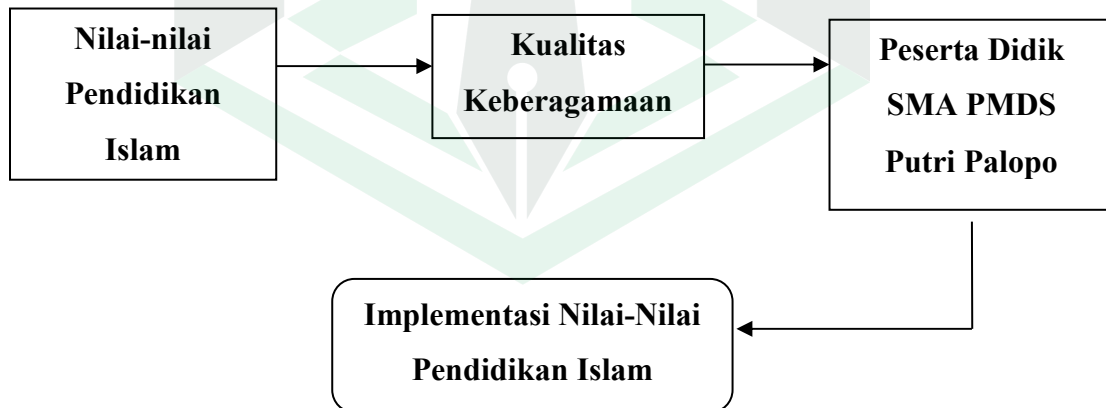 Nilai-nilai
Pendidikan
Islam
Kualitas
Keberagamaan
Peserta Didik
SMA PMDS
Putri Palopo
Implementasi Nilai-Nilai
Pendidikan Islam